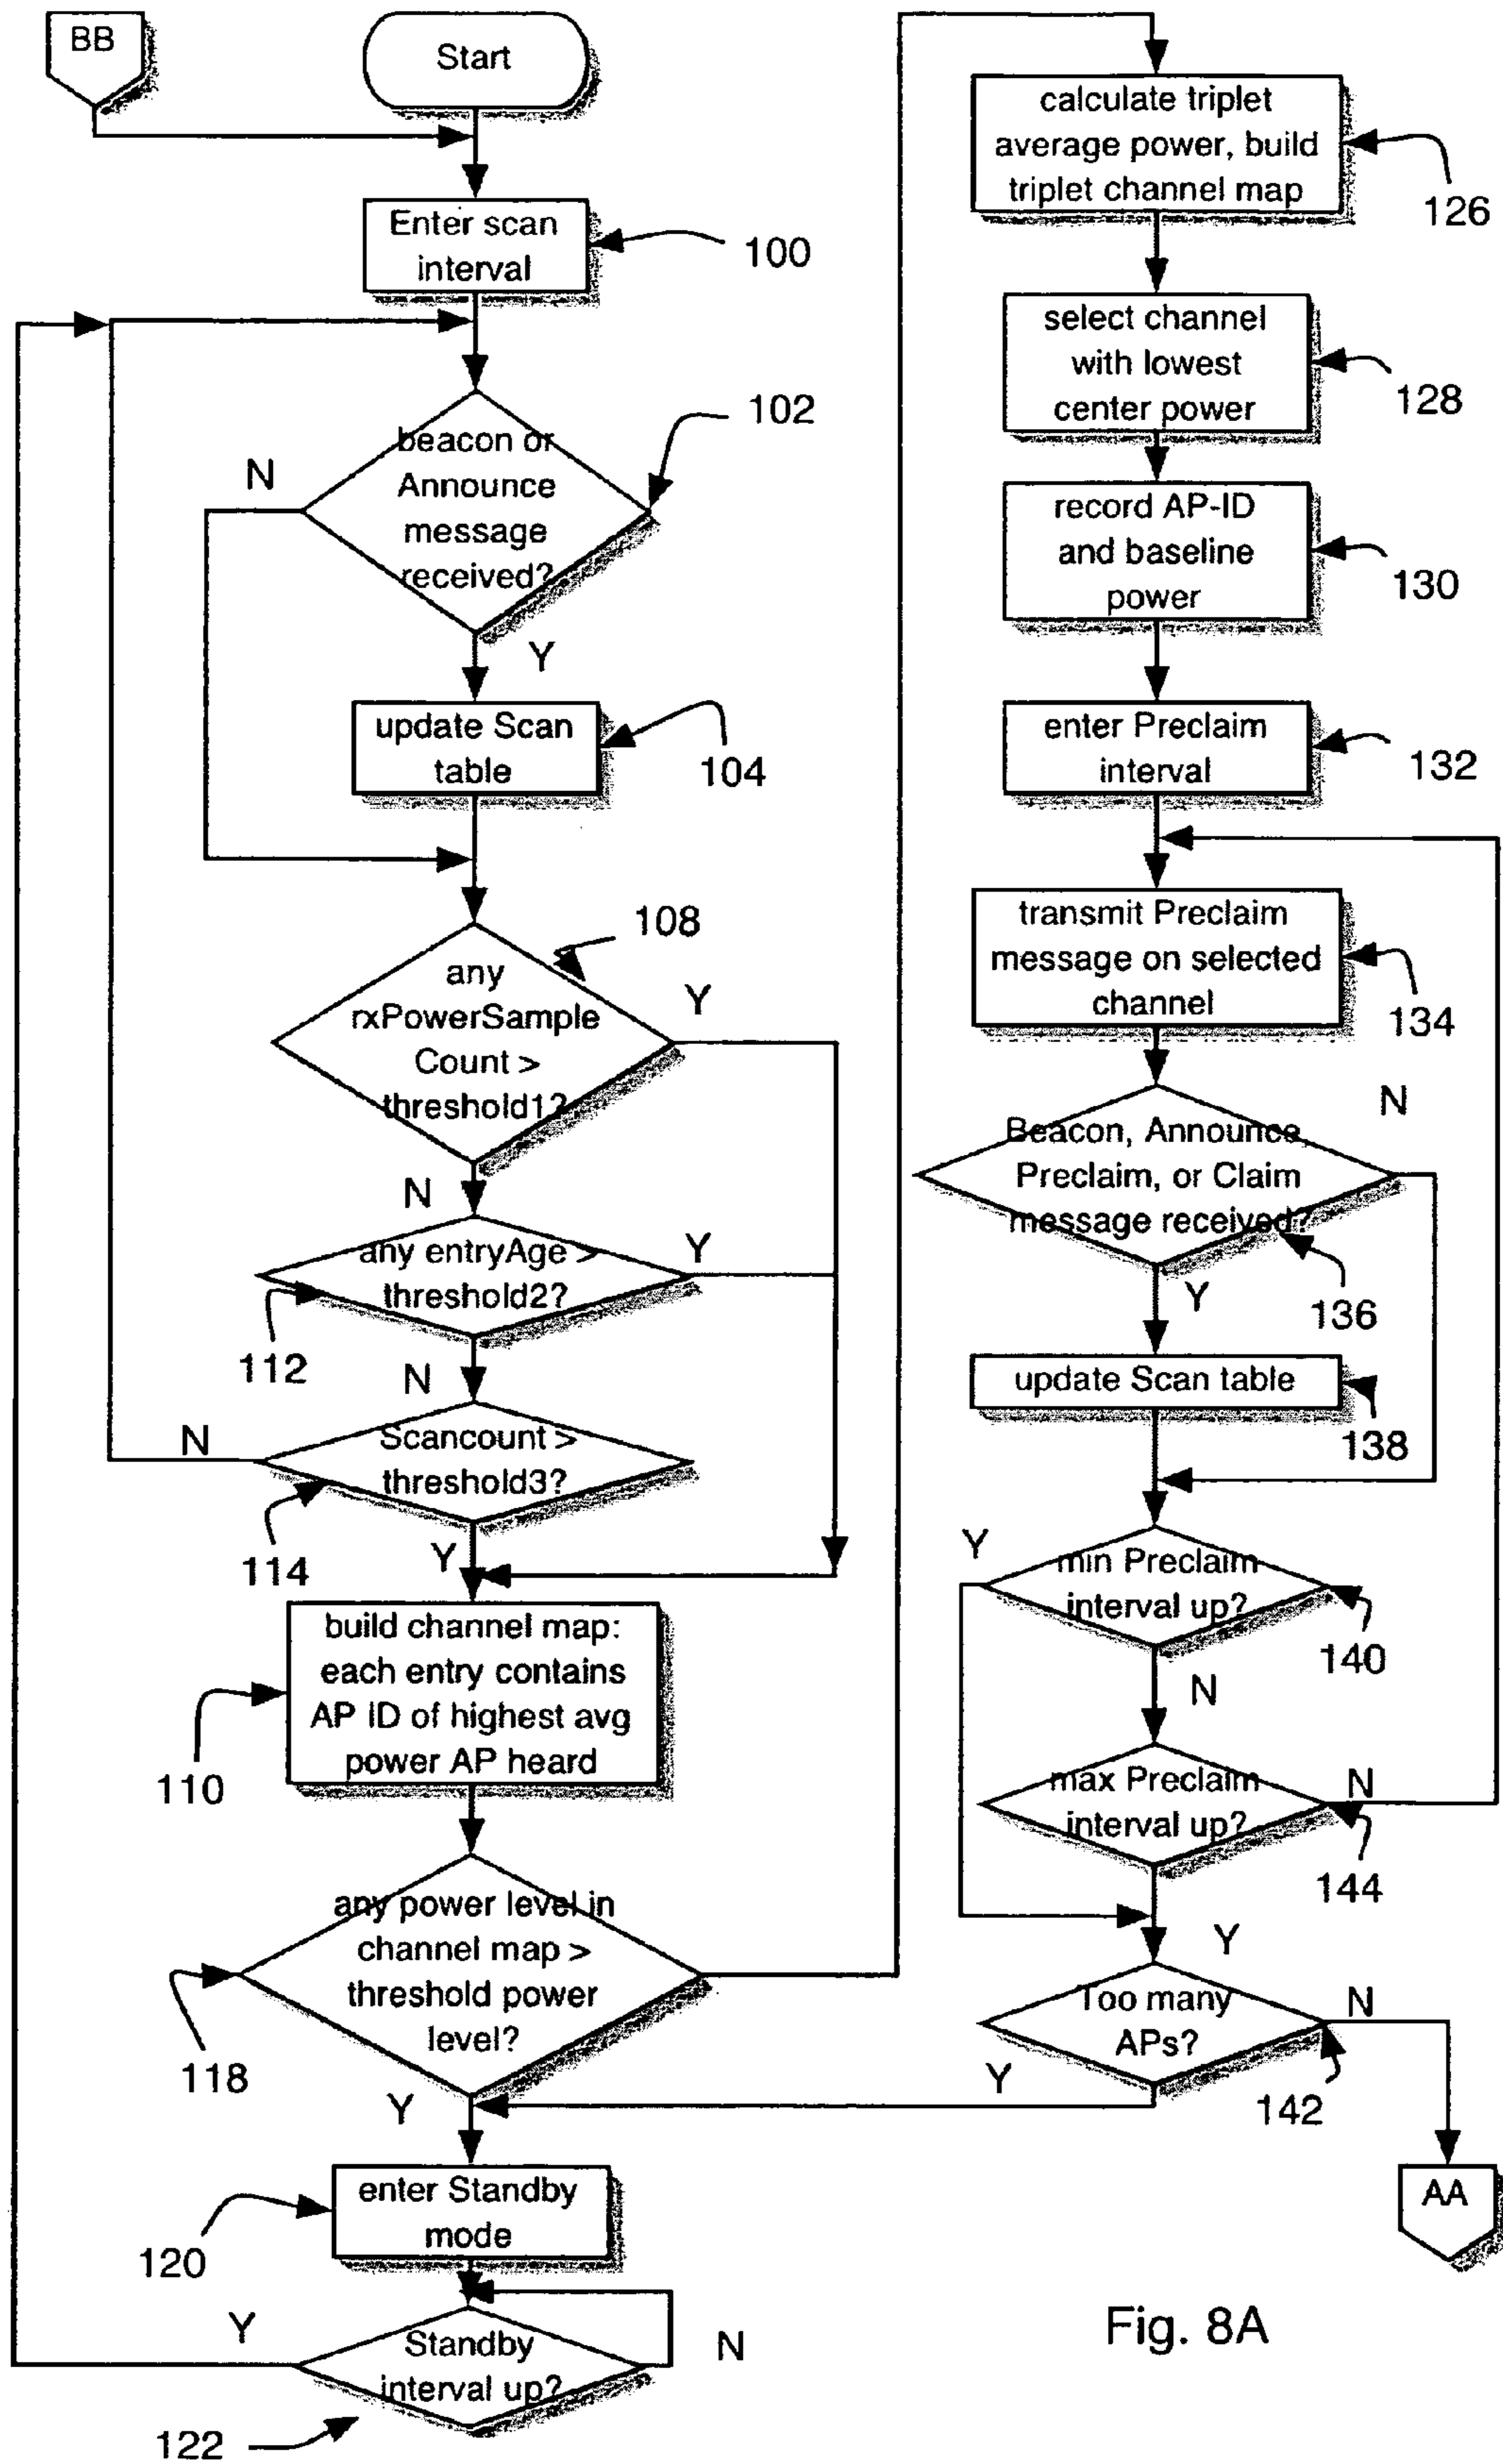 BB
Start
Enter scan
interval
100
beacon or
Announce
message
received?
102
N
Y
update Scan
table
104
108
any
rxPowerSample
Count >
threshold1?
Y
N
any entryAge >
threshold2?
Y
112
N
Scancount >
threshold3?
N
114
Y
build channel map:
each entry contains
AP ID of highest avg
power AP heard
110
any power level in
channel map >
threshold power
level?
118
Y
enter Standby
mode
120
Y
Standby
interval up?
N
122
calculate triplet
average power, build
triplet channel map
126
select channel
with lowest
center power
128
record AP-ID
and baseline
power
130
enter Preclaim
interval
132
transmit Preclaim
message on selected
channel
134
N
Beacon, Announce,
Preclaim, or Claim
message received?
136
Y
update Scan table
138
Y
min Preclaim
interval up?
140
N
max Preclaim
interval up?
N
144
Y
Too many
APs?
N
Y
142
AA
Fig. 8A